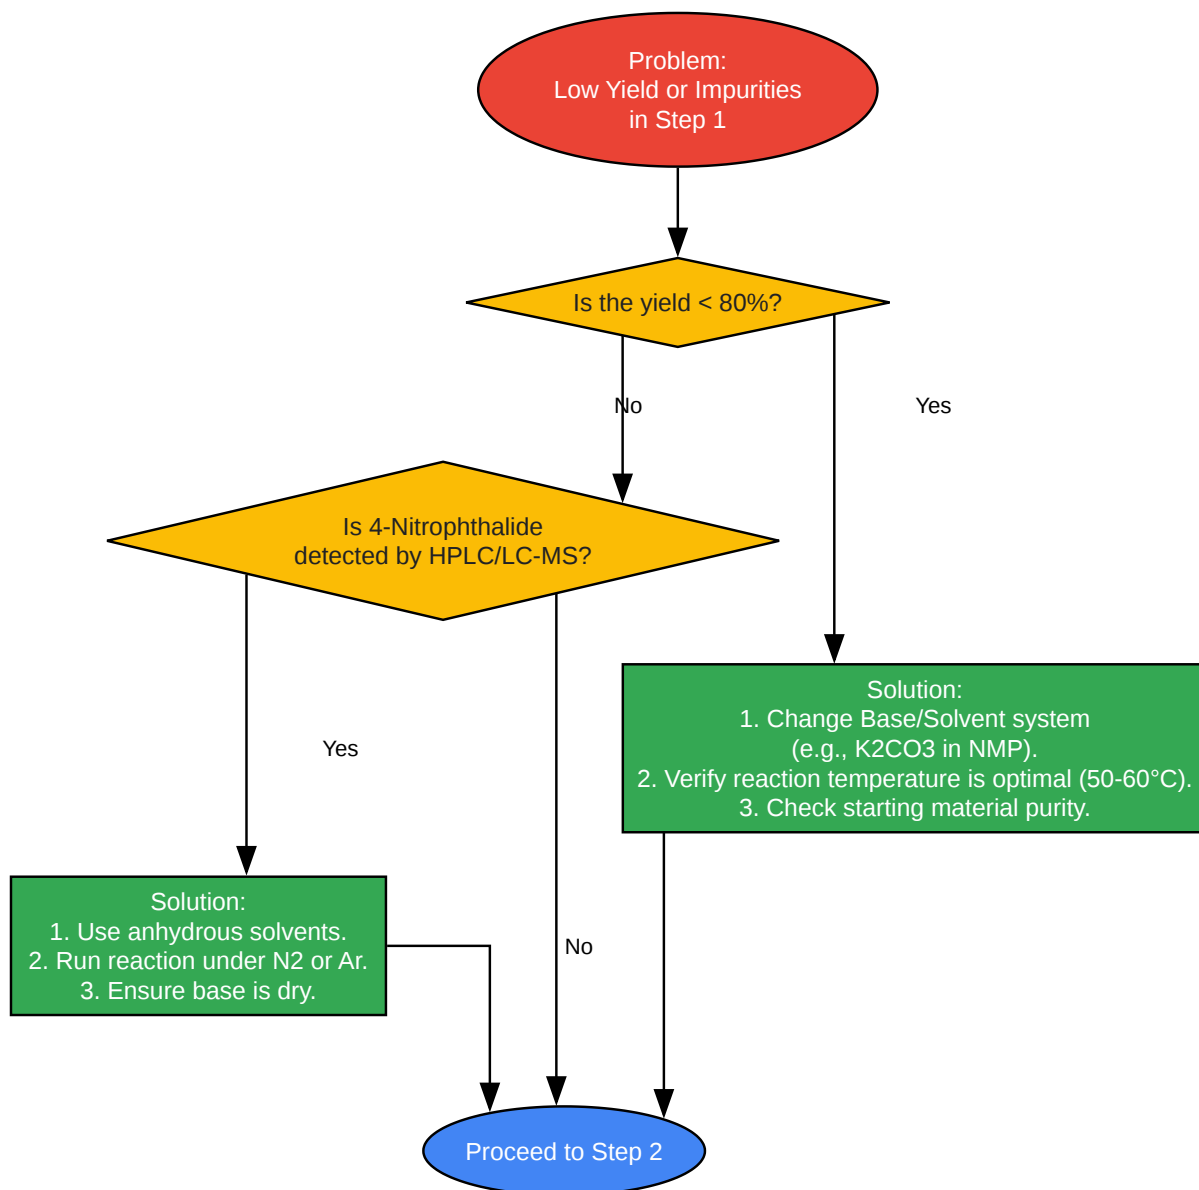 Problem:
Low Yield or Impurities
in Step 1
Is the yield < 80%?
No
Yes
Is 4-Nitrophthalide
detected by HPLC/LC-MS?
Solution:
1. Change Base/Solvent system
(e.g., K2CO3 in NMP).
2. Verify reaction temperature is optimal (50-60°C).
3. Check starting material purity.
Yes
Solution:
1. Use anhydrous solvents.
2. Run reaction under N2 or Ar.
3. Ensure base is dry.
No
Proceed to Step 2